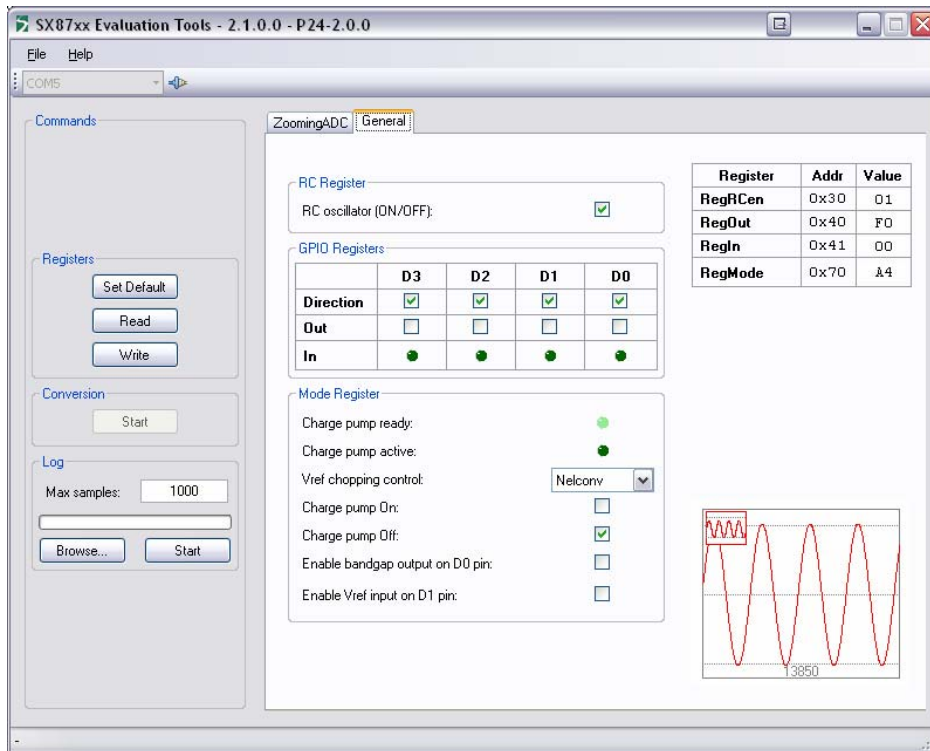 SX87xx Evaluation Tools - 2.1.0.0 - P24-2.0.0
File Help
COM5
Commands
Registers
Set Default
Read
Write
Conversion
Start
Log
Max samples: 1000
Browse... Start
ZoomingADC General
RC Register
RC oscillator (ON/OFF):
GPIO Registers
D3 D2 D1 D0
Direction
Out
In
Mode Register
Charge pump ready:
Charge pump active:
Vref chopping control: Nelconv
Charge pump On:
Charge pump Off:
Enable bandgap output on D0 pin:
Enable Vref input on D1 pin:
Register Addr Value
RegRCen 0x30 01
RegOut 0x40 F0
RegIn 0x41 00
RegMode 0x70 A4
13850
-